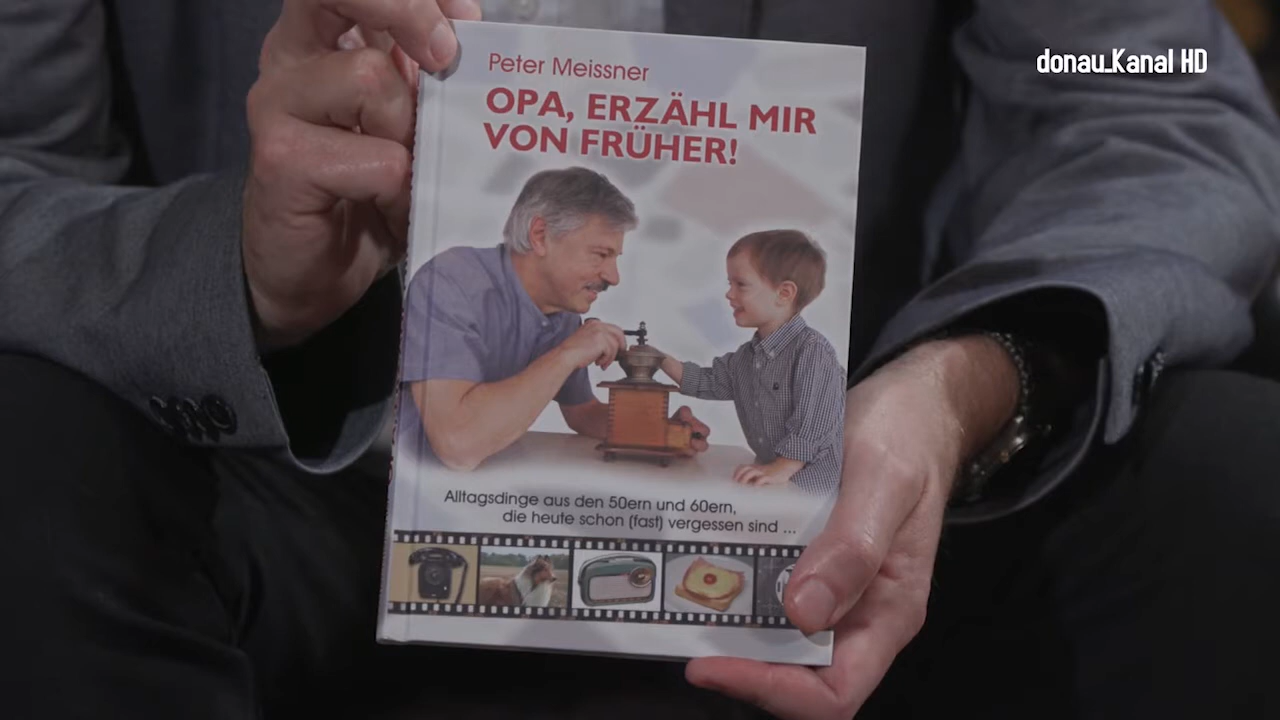 donau_Kanal HD
Peter Meissner
OPA, ERZÄHL MIR
VON FRÜHER!
Alltagsdinge aus den 50ern und 60ern,
die heute schon (fast) vergessen sind ...